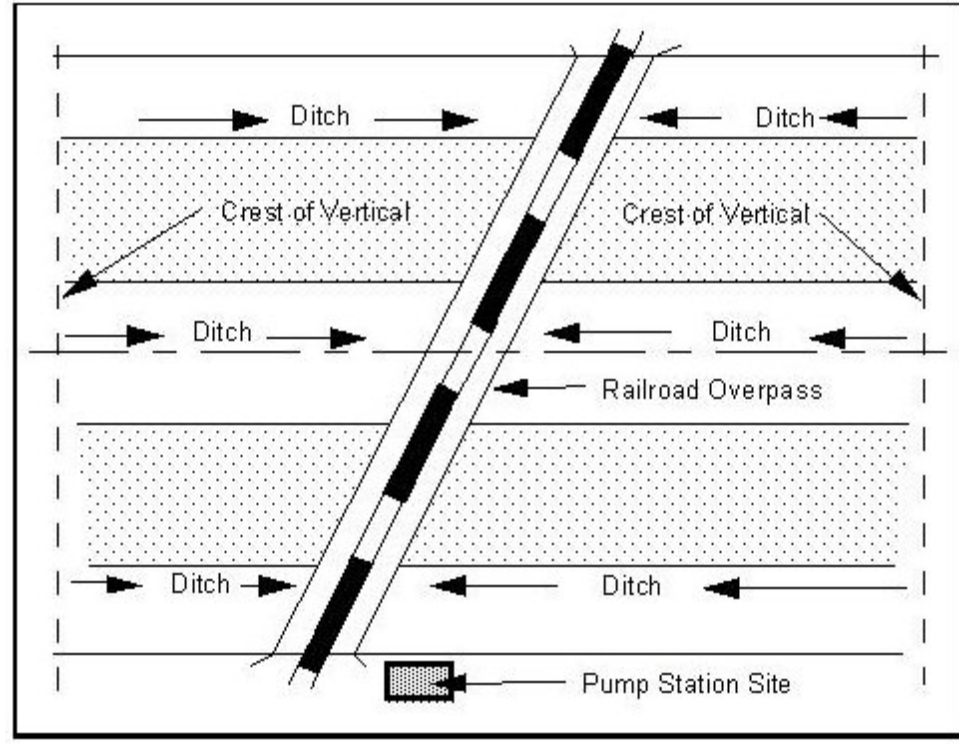 Ditch
Ditch
Crest of Vertical
Crest of Vertical
Ditch
Ditch
Railroad Overpass
Ditch
Ditch
Pump Station Site